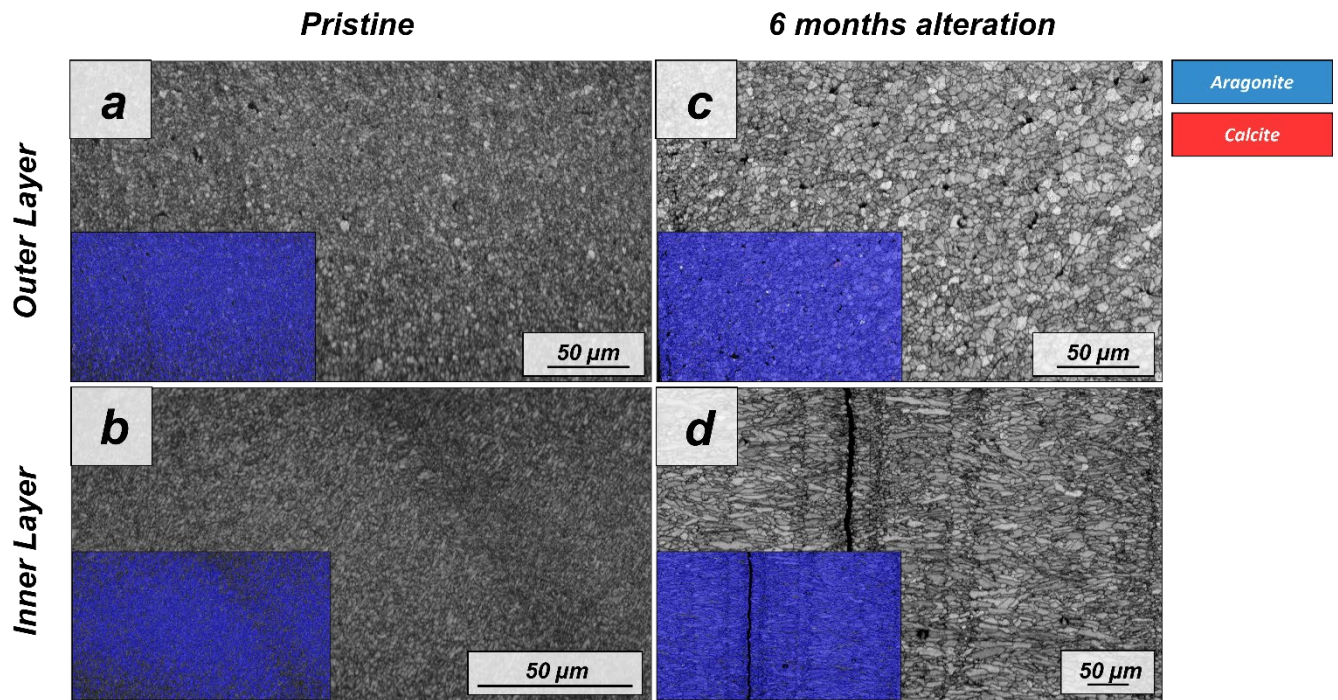 Pristine
6 months alteration
Outer Layer
a
50 µm
c
50 µm
Aragonite
Calcite
Inner Layer
b
50 µm
d
50 µm